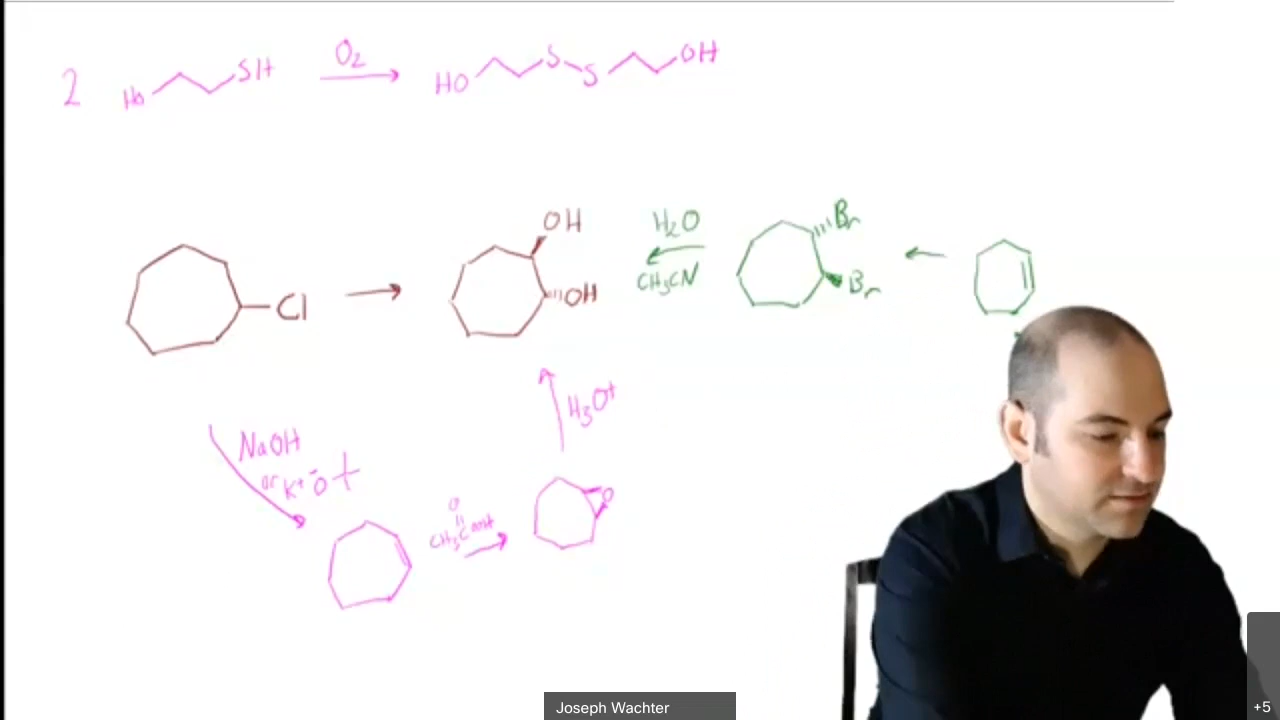 2 HO SH O₂ HO S S OH
Cl
OH
OH
H₂O
CH₃CN
Br
Br
NaOH
or K⁺ ⁻O
H₃O⁺
O
CH₃C
O
Joseph Wachter
+5